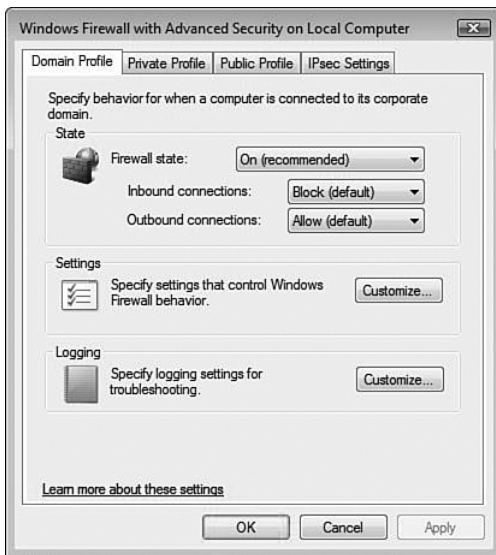 Windows Firewall with Advanced Security on Local Computer
Domain Profile Private Profile Public Profile IPsec Settings
Specify behavior for when a computer is connected to its corporate
domain.
State
Firewall state: On (recommended)
Inbound connections: Block (default)
Outbound connections: Allow (default)
Settings
Specify settings that control Windows
Firewall behavior.
Customize...
Logging
Specify logging settings for
troubleshooting.
Customize...
Learn more about these settings
OK Cancel Apply